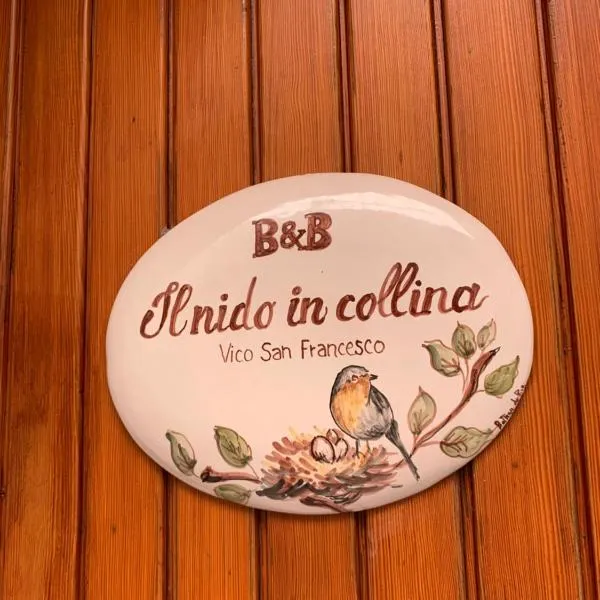 B&B
Il nido in collina
Vico San Francesco